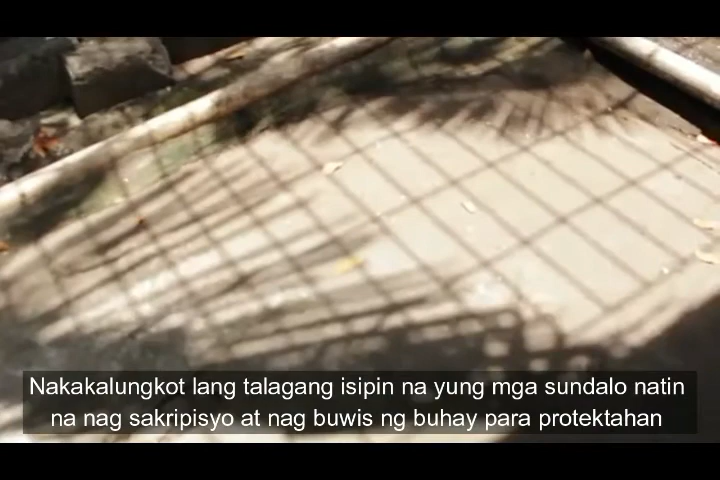 Nakakalungkot lang talagang isipin na yung mga sundalo natin
na nag sakripisyo at nag buwis ng buhay para protektahan